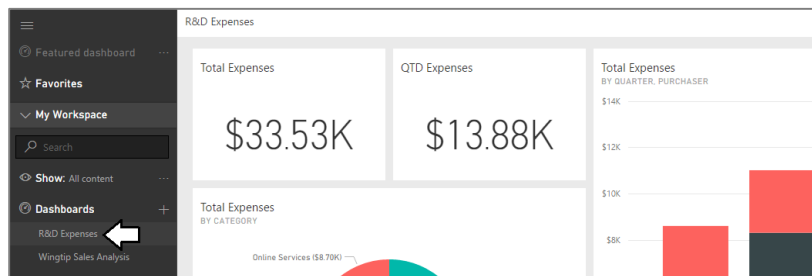 R&D Expenses
Featured dashboard ...
Favorites
My Workspace
Search
Show: All content ...
Dashboards +
R&D Expenses
Wingtip Sales Analysis
Total Expenses
$33.53K
QTD Expenses
$13.88K
Total Expenses
BY QUARTER, PURCHASER
$14K
$12K
$10K
$8K
Total Expenses
BY CATEGORY
Online Services ($8.70K)